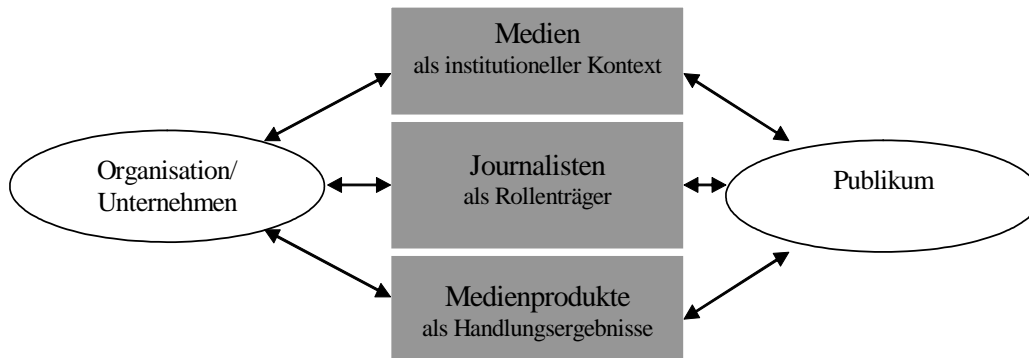 Medien
als institutioneller Kontext
Organisation/
Unternehmen
Journalisten
als Rollenträger
Publikum
Medienprodukte
als Handlungsergebnisse